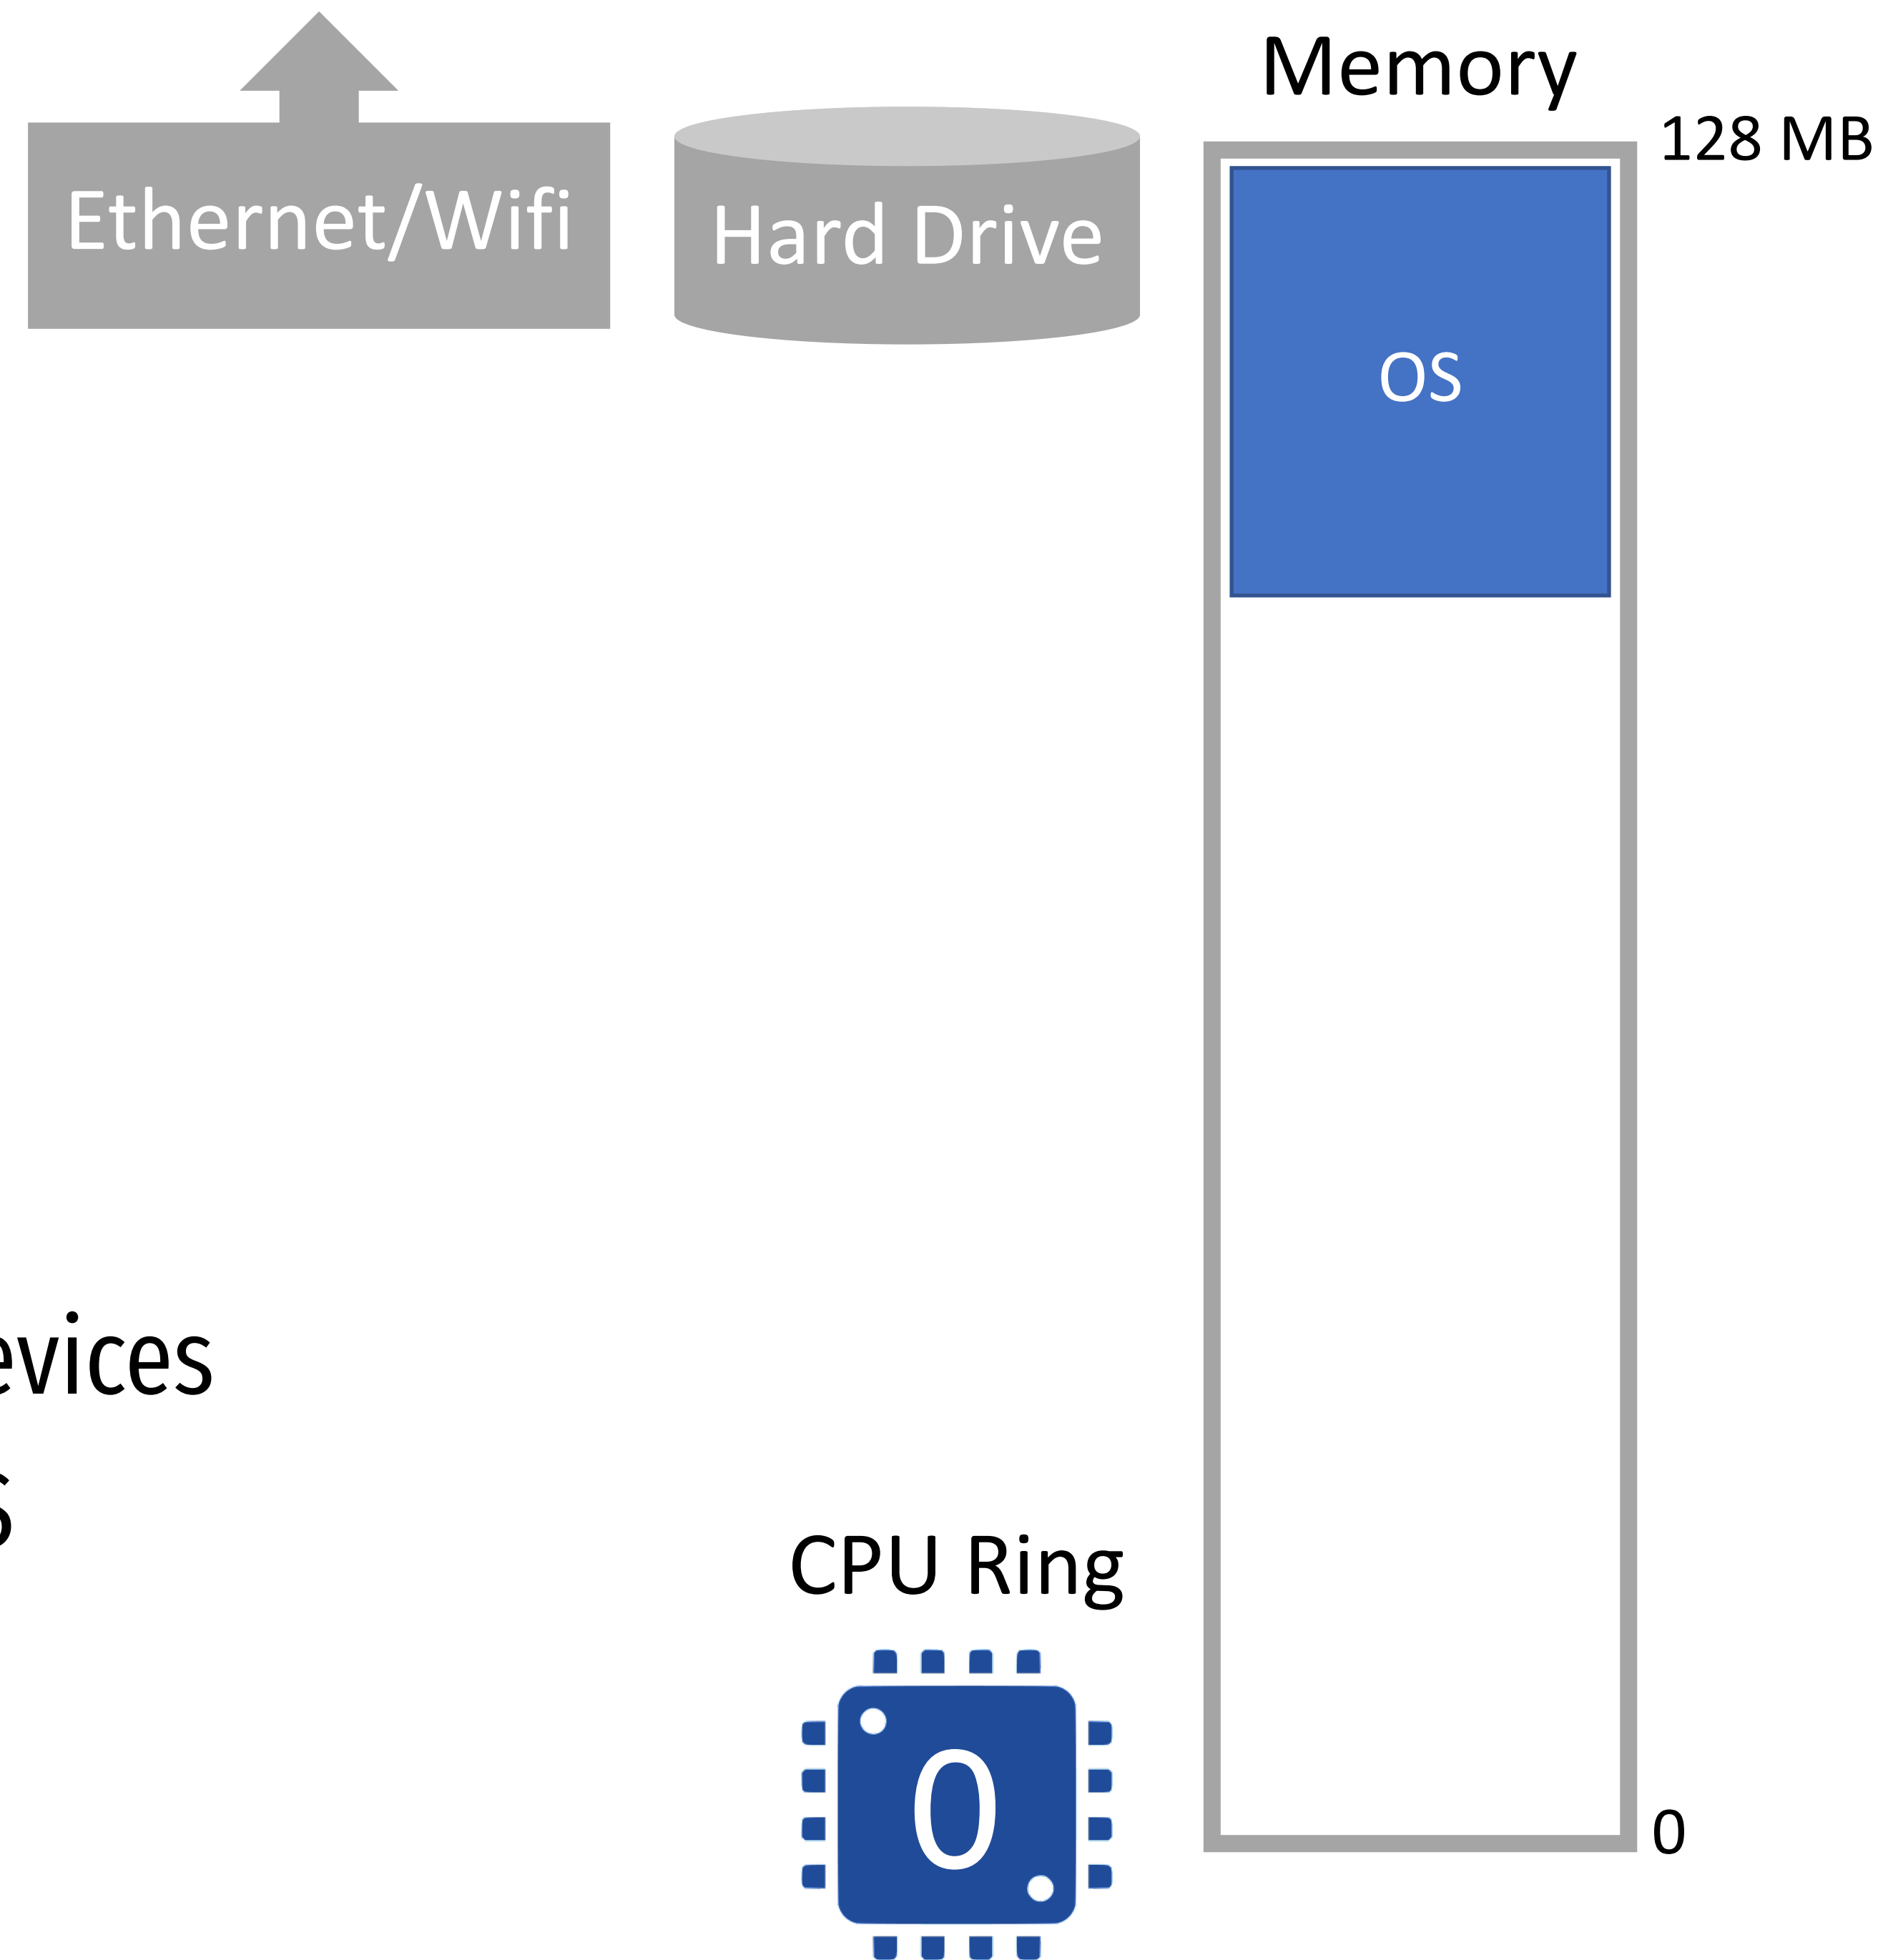 Memory
128 MB
Ethernet/Wifi
Hard Drive
OS
evices
s
CPU Ring
0
0